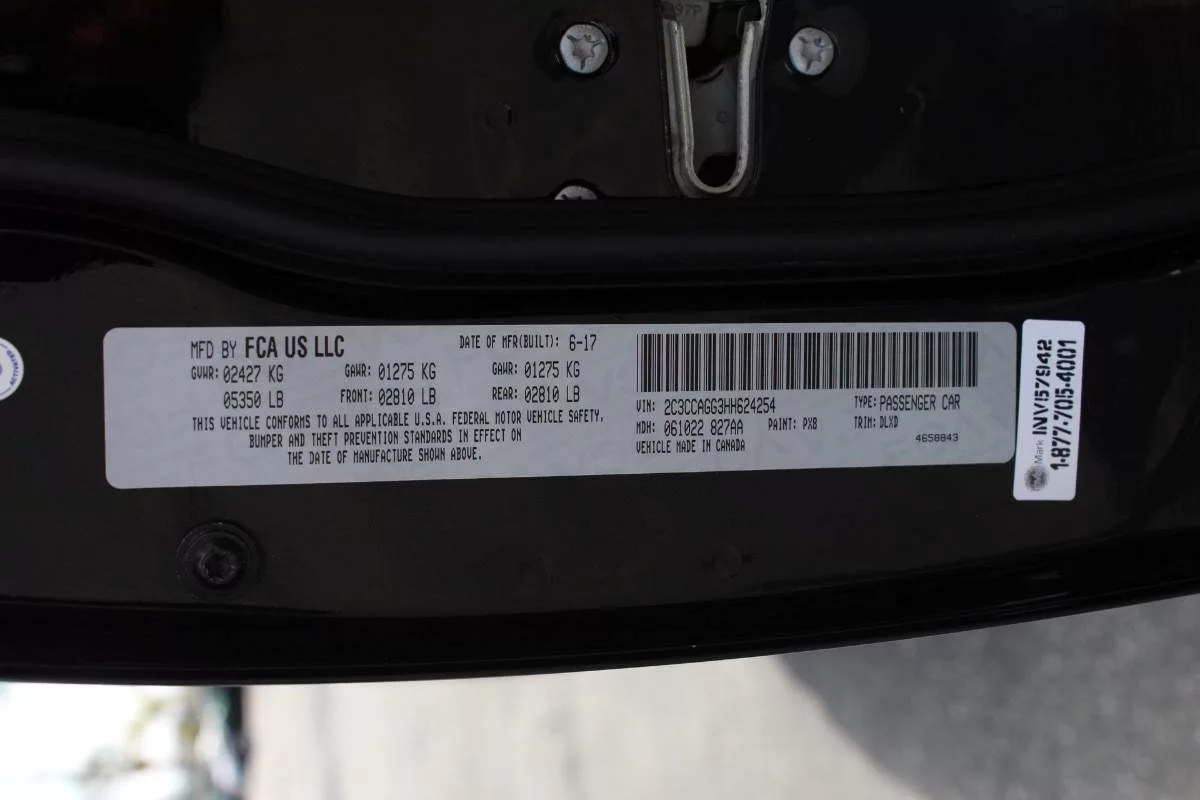 97P
MFD BY FCA US LLC
DATE OF MFR(BUILT): 6-17
GVWR: 02427 KG
GAWR: 01275 KG
GAWR: 01275 KG
05350 LB
FRONT: 02810 LB
REAR: 02810 LB
THIS VEHICLE CONFORMS TO ALL APPLICABLE U.S.A. FEDERAL MOTOR VEHICLE SAFETY,
BUMPER AND THEFT PREVENTION STANDARDS IN EFFECT ON
THE DATE OF MANUFACTURE SHOWN ABOVE.
VIN: 2C3CCAGG3HH624254
TYPE: PASSENGER CAR
MDH: 061022 827AA
PAINT: PX8
TRIM: DLXD
VEHICLE MADE IN CANADA
4658843
Mark INV157942
1-877-705-4001